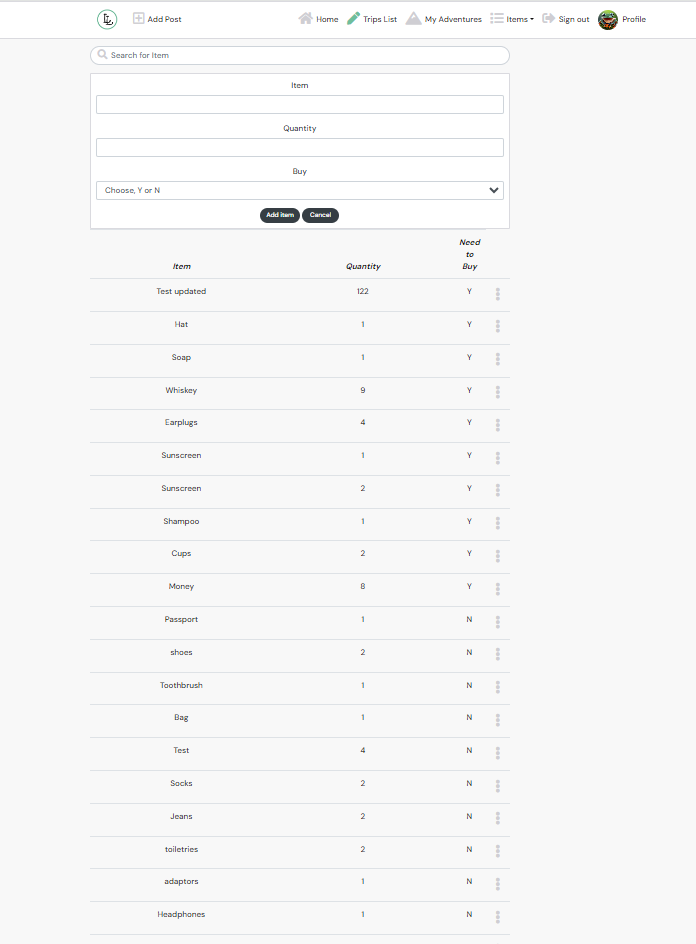 LL Add Post Home Trips List My Adventures Items Sign out Profile
Search for Item
Item
Quantity
Buy
Choose, Y or N
Add item Cancel
Item Quantity Need to Buy
Test updated 122 Y
Hat 1 Y
Soap 1 Y
Whiskey 9 Y
Earplugs 4 Y
Sunscreen 1 Y
Sunscreen 2 Y
Shampoo 1 Y
Cups 2 Y
Money 8 Y
Passport 1 N
shoes 2 N
Toothbrush 1 N
Bag 1 N
Test 4 N
Socks 2 N
Jeans 2 N
toiletries 2 N
adaptors 1 N
Headphones 1 N